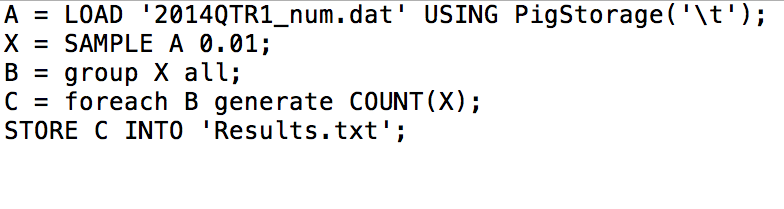 A = LOAD '2014QTR1_num.dat' USING PigStorage('\t');
X = SAMPLE A 0.01;
B = group X all;
C = foreach B generate COUNT(X);
STORE C INTO 'Results.txt';